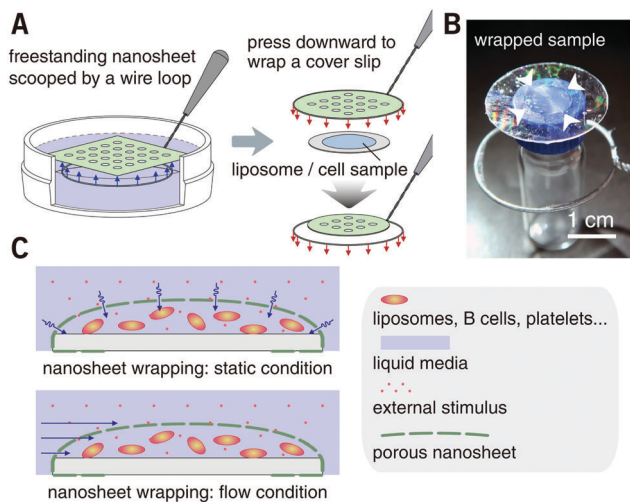 A
freestanding nanosheet
scooped by a wire loop
press downward to
wrap a cover slip
liposome / cell sample
B
wrapped sample
1 cm
C
nanosheet wrapping: static condition
nanosheet wrapping: flow condition
liposomes, B cells, platelets...
liquid media
external stimulus
porous nanosheet